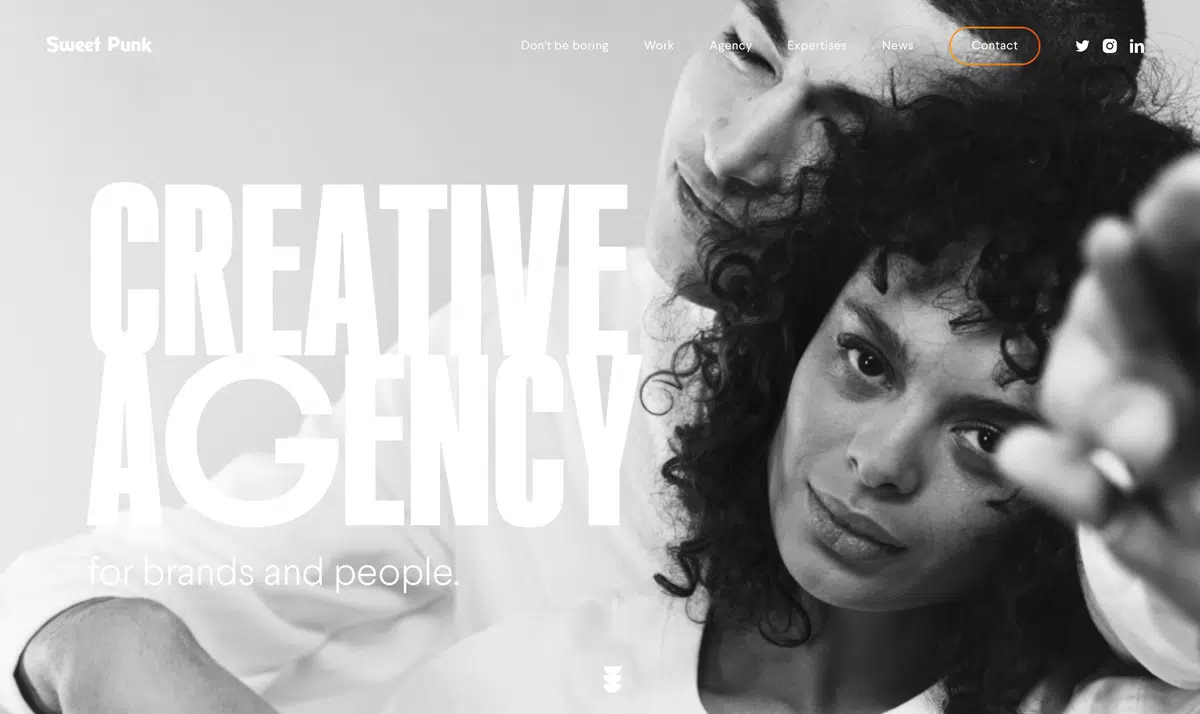 Sweet Punk
Don't be boring
Work
Agency
Expertises
News
Contact
CREATIVE
AGENCY
for brands and people.